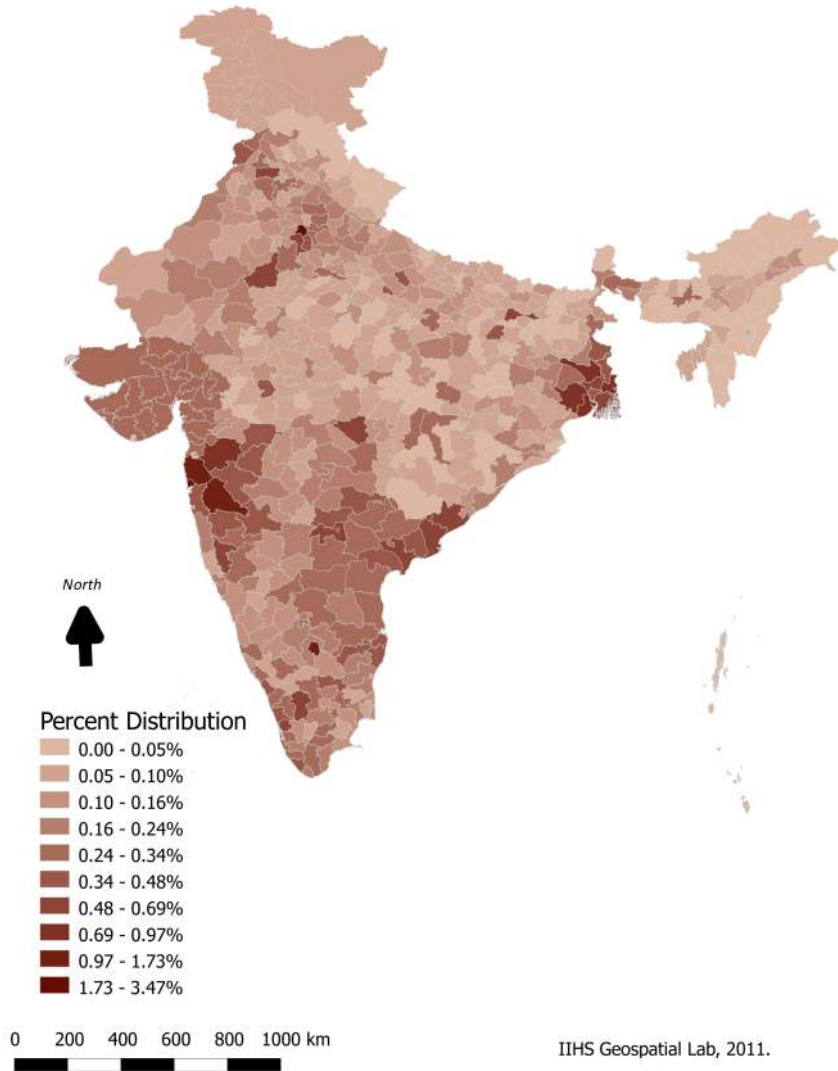 North
Percent Distribution
0.00 - 0.05%
0.05 - 0.10%
0.10 - 0.16%
0.16 - 0.24%
0.24 - 0.34%
0.34 - 0.48%
0.48 - 0.69%
0.69 - 0.97%
0.97 - 1.73%
1.73 - 3.47%
0 200 400 600 800 1000 km
IIHS Geospatial Lab, 2011.